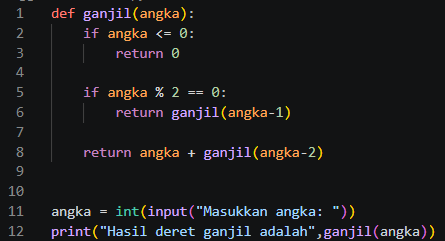 1 def ganjil(angka):
2     if angka <= 0:
3         return 0
4
5     if angka % 2 == 0:
6         return ganjil(angka-1)
7
8     return angka + ganjil(angka-2)
9
10
11 angka = int(input("Masukkan angka: "))
12 print("Hasil deret ganjil adalah",ganjil(angka))